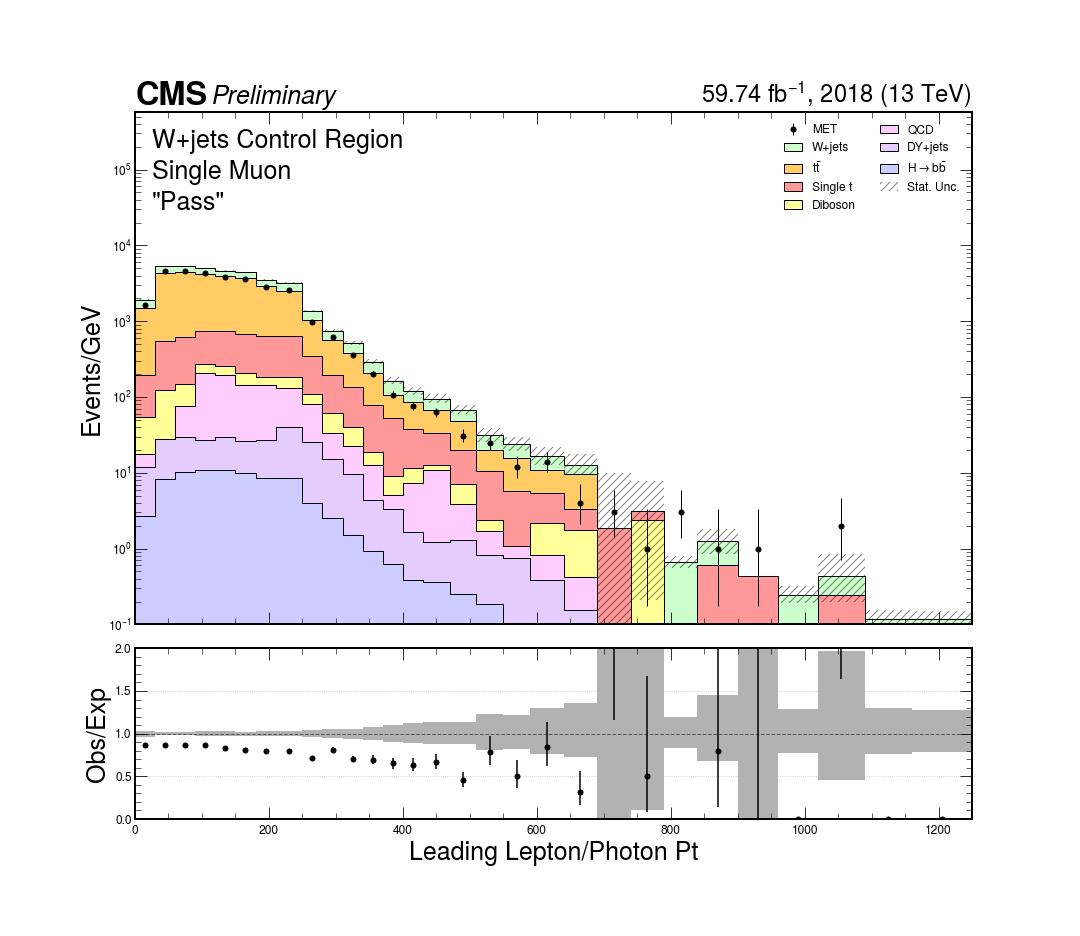 CMS Preliminary
59.74 fb⁻¹, 2018 (13 TeV)
W+jets Control Region
Single Muon
"Pass"
MET
W+jets
tt̄
Single t
Diboson
QCD
DY+jets
H→bb̄
Stat. Unc.
Events/GeV
10⁵
10⁴
10³
10²
10¹
10⁰
10⁻¹
Obs/Exp
2.0
1.5
1.0
0.5
0.0
0 200 400 600 800 1000 1200
Leading Lepton/Photon Pt